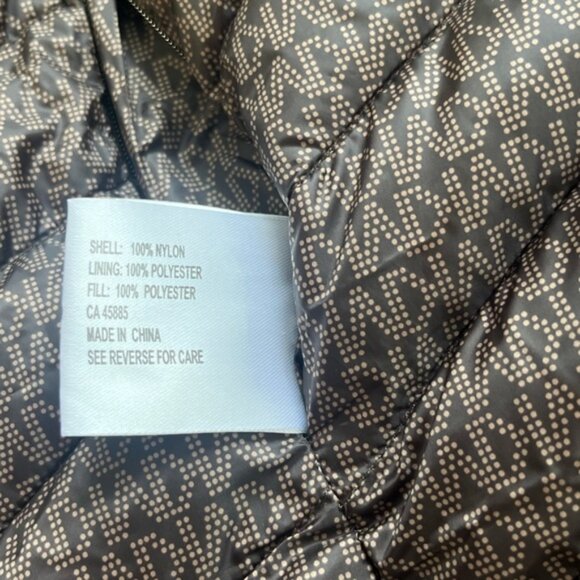 SHELL: 100% NYLON
LINING: 100% POLYESTER
FILL: 100% POLYESTER
CA 45885
MADE IN CHINA
SEE REVERSE FOR CARE